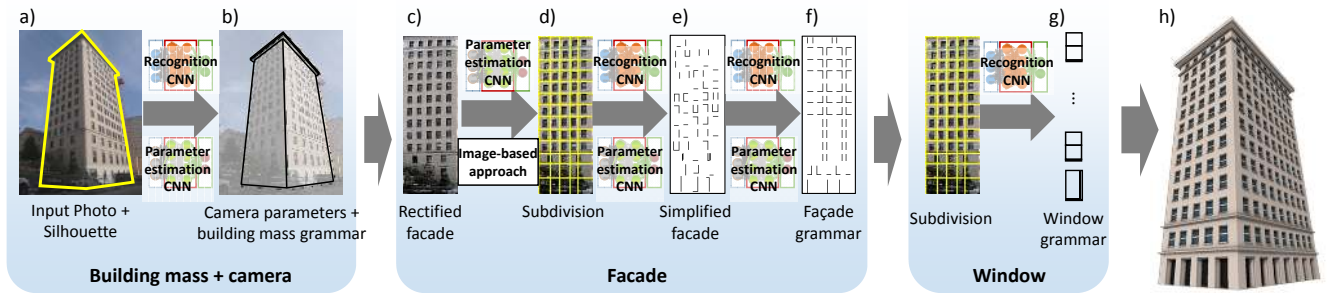 a)
b)
c)
d)
e)
f)
g)
h)
Recognition
CNN
Parameter
estimation
CNN
Input Photo +
Silhouette
Camera parameters +
building mass grammar
Building mass + camera
Parameter
estimation
CNN
Image-based
approach
Recognition
CNN
Parameter
estimation
CNN
Recognition
CNN
Parameter
estimation
CNN
Rectified
facade
Subdivision
Simplified
facade
Façade
grammar
Facade
Recognition
CNN
...
Subdivision
Window
grammar
Window